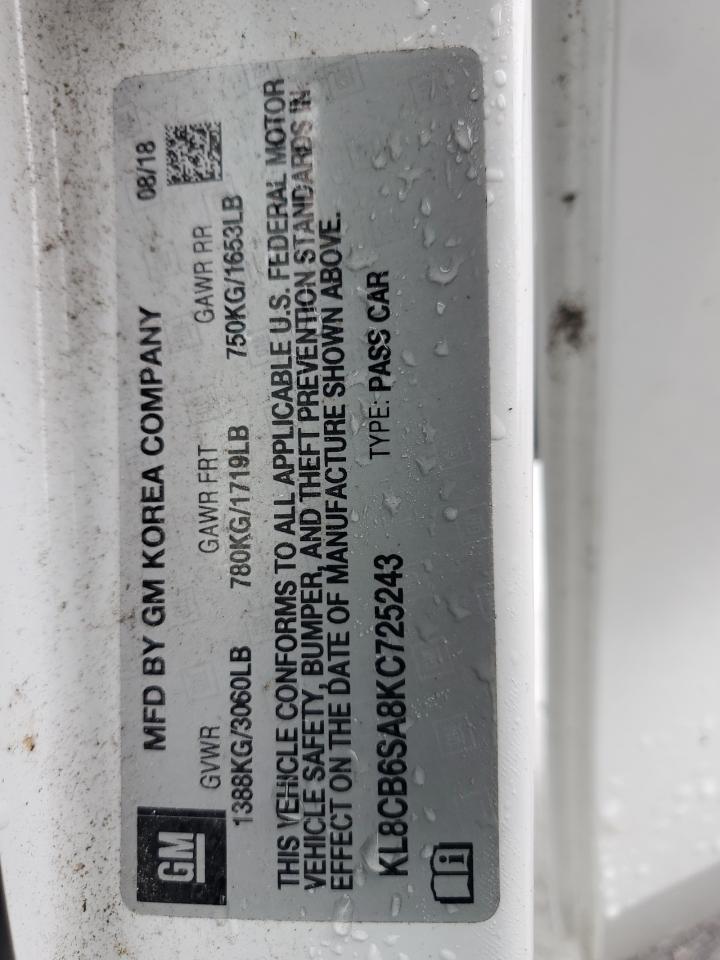 GM
MFD BY GM KOREA COMPANY 08/18
GVWR GAWR FRT GAWR RR
1388KG/3060LB 780KG/1719LB 750KG/1653LB
THIS VEHICLE CONFORMS TO ALL APPLICABLE U.S. FEDERAL MOTOR
VEHICLE SAFETY, BUMPER, AND THEFT PREVENTION STANDARDS IN
EFFECT ON THE DATE OF MANUFACTURE SHOWN ABOVE.
KL8CB6SA8KC725243 TYPE: PASS CAR